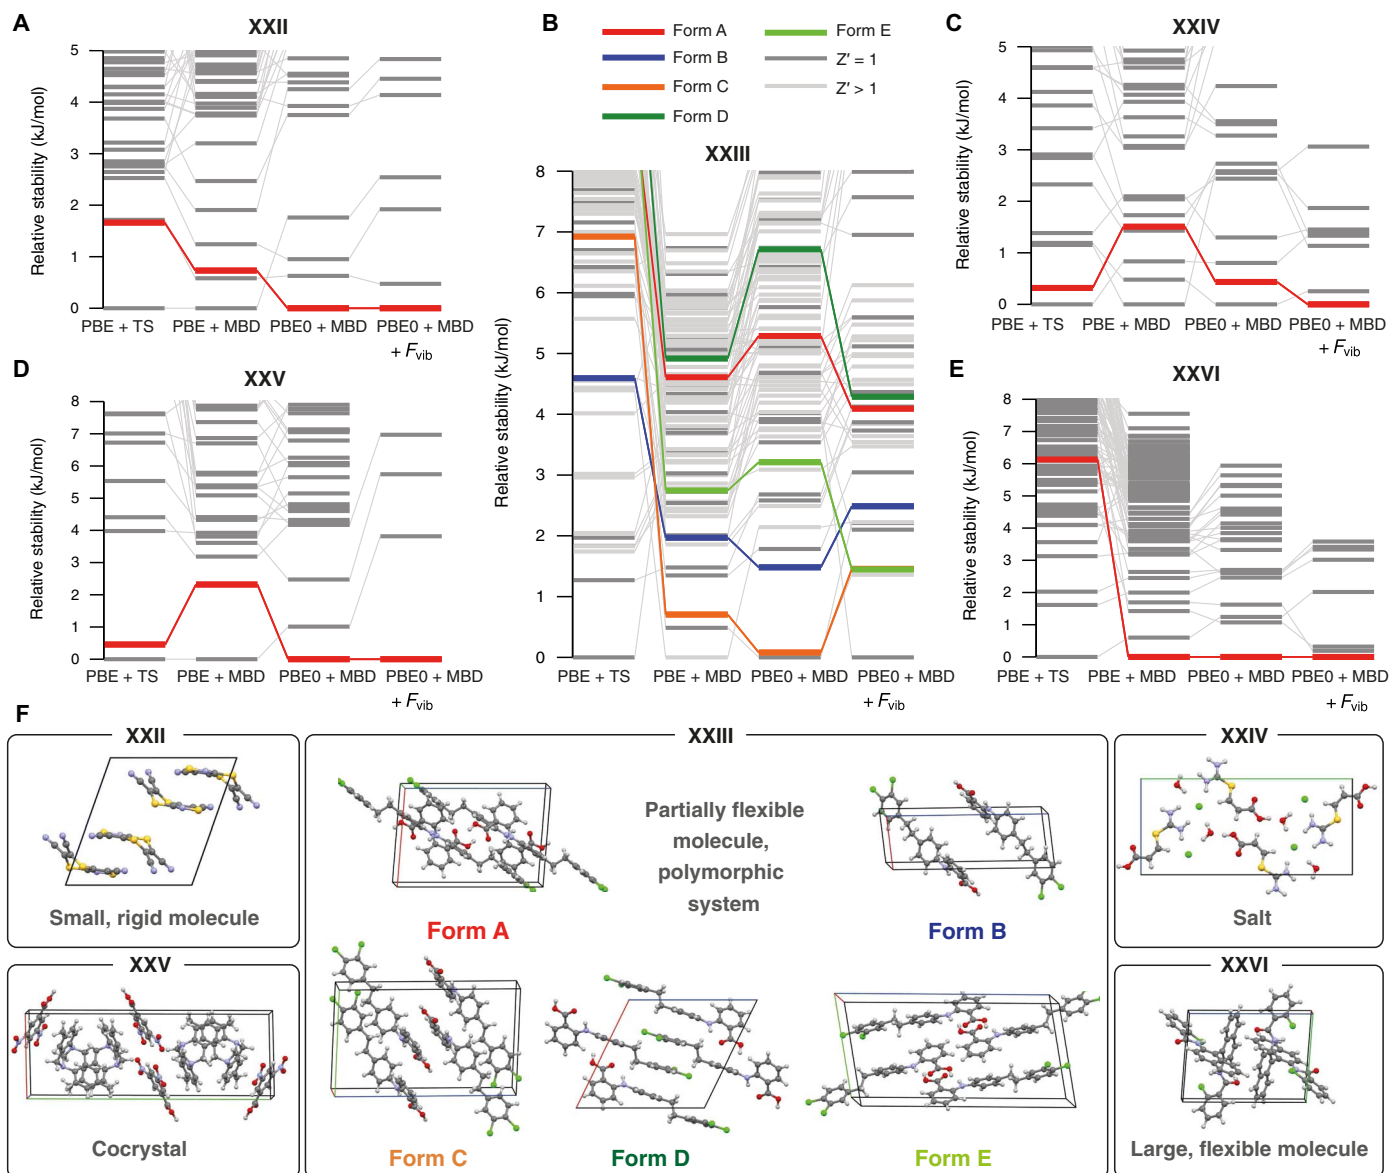 A
XXII
Relative stability (kJ/mol)
5
4
3
2
1
0
PBE + TS
PBE + MBD
PBE0 + MBD
PBE0 + MBD
+ Fvib
B
Form A
Form B
Form C
Form D
Form E
Z′ = 1
Z′ > 1
XXIII
Relative stability (kJ/mol)
8
7
6
5
4
3
2
1
0
PBE + TS
PBE + MBD
PBE0 + MBD
PBE0 + MBD
+ Fvib
C
XXIV
Relative stability (kJ/mol)
5
4
3
2
1
0
PBE + TS
PBE + MBD
PBE0 + MBD
PBE0 + MBD
+ Fvib
D
XXV
Relative stability (kJ/mol)
8
7
6
5
4
3
2
1
0
PBE + TS
PBE + MBD
PBE0 + MBD
PBE0 + MBD
+ Fvib
E
XXVI
Relative stability (kJ/mol)
8
7
6
5
4
3
2
1
0
PBE + TS
PBE + MBD
PBE0 + MBD
PBE0 + MBD
+ Fvib
F
XXII
Small, rigid molecule
XXIII
Partially flexible
molecule,
polymorphic
system
Form A
Form B
Form C
Form D
Form E
XXIV
Salt
XXV
Cocrystal
XXVI
Large, flexible molecule